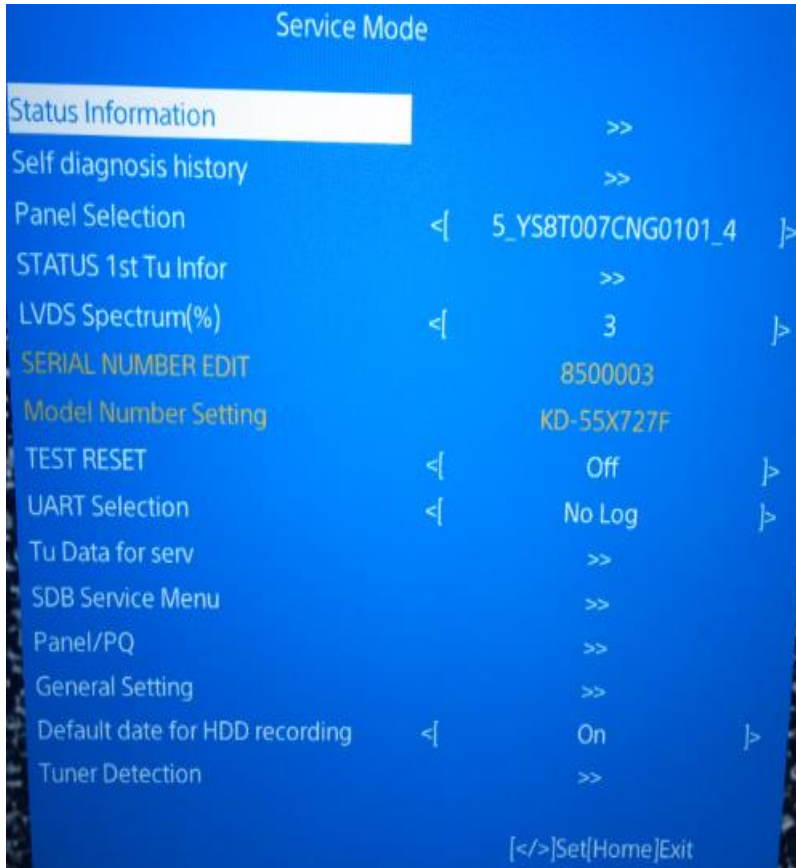 Service Mode
Status Information >>
Self diagnosis history >>
Panel Selection <[ 5_YS8T007CNG0101_4 ]>
STATUS 1st Tu Infor >>
LVDS Spectrum(%) <[ 3 ]>
SERIAL NUMBER EDIT 8500003
Model Number Setting KD-55X727F
TEST RESET <[ Off ]>
UART Selection <[ No Log ]>
Tu Data for serv >>
SDB Service Menu >>
Panel/PQ >>
General Setting >>
Default date for HDD recording <[ On ]>
Tuner Detection >>
[</>]Set[Home]Exit